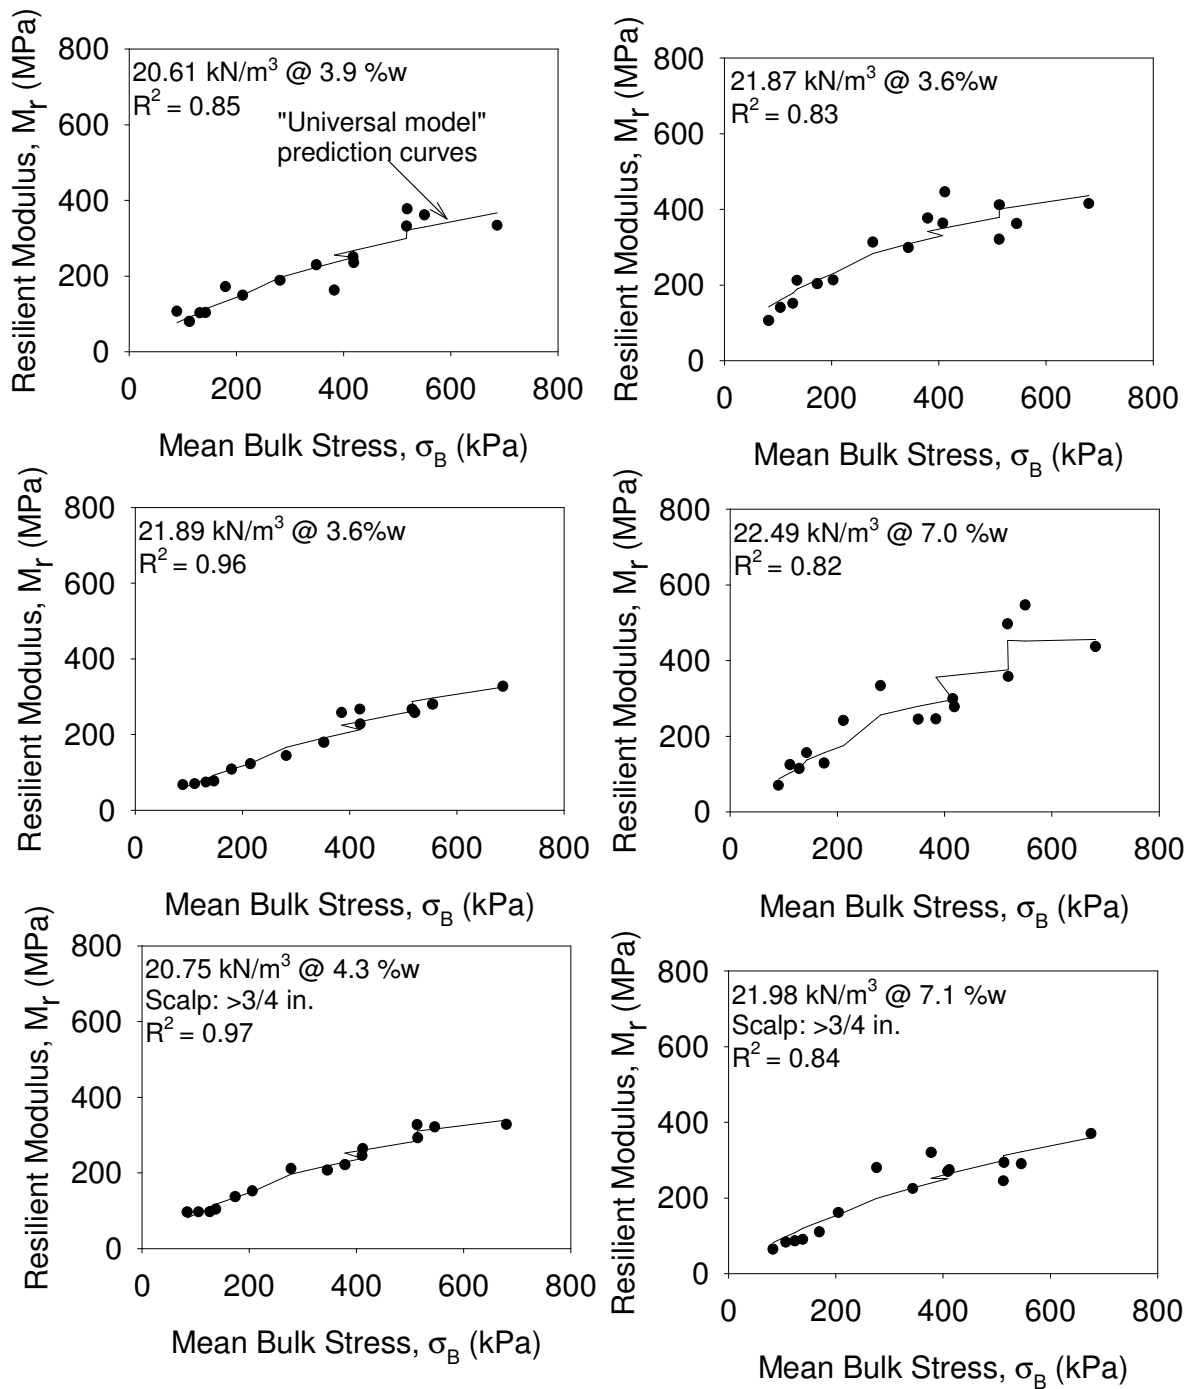 Resilient Modulus, Mr (MPa)
800
600
400
200
0
20.61 kN/m³ @ 3.9 %w
R² = 0.85
"Universal model"
prediction curves
0 200 400 600 800
Mean Bulk Stress, σB (kPa)
Resilient Modulus, Mr (MPa)
800
600
400
200
0
21.87 kN/m³ @ 3.6%w
R² = 0.83
0 200 400 600 800
Mean Bulk Stress, σB (kPa)
Resilient Modulus, Mr (MPa)
800
600
400
200
0
21.89 kN/m³ @ 3.6%w
R² = 0.96
0 200 400 600 800
Mean Bulk Stress, σB (kPa)
Resilient Modulus, Mr (MPa)
800
600
400
200
0
22.49 kN/m³ @ 7.0 %w
R² = 0.82
0 200 400 600 800
Mean Bulk Stress, σB (kPa)
Resilient Modulus, Mr (MPa)
800
600
400
200
0
20.75 kN/m³ @ 4.3 %w
Scalp: >3/4 in.
R² = 0.97
0 200 400 600 800
Mean Bulk Stress, σB (kPa)
Resilient Modulus, Mr (MPa)
800
600
400
200
0
21.98 kN/m³ @ 7.1 %w
Scalp: >3/4 in.
R² = 0.84
0 200 400 600 800
Mean Bulk Stress, σB (kPa)